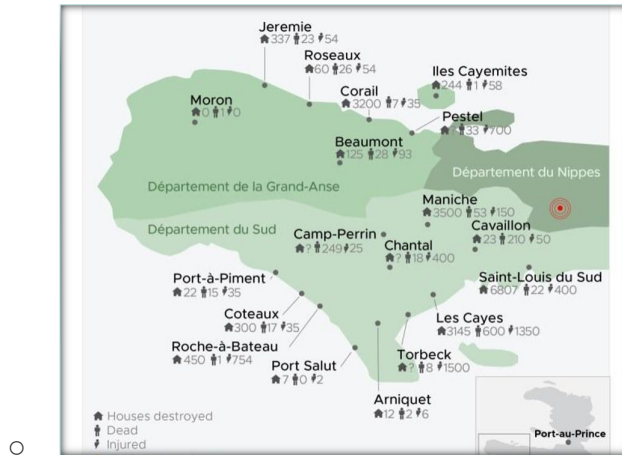 Jeremie
337 23 54
Roseaux
60 26 54
Iles Cayemites
244 1 58
Corail
3200 7 35
Moron
0 1 0
Pestel
? 33 700
Beaumont
125 28 93
Département du Nippes
Département de la Grand-Anse
Maniche
3500 53 150
Département du Sud
Camp-Perrin
? 249 25
Cavaillon
23 210 50
Chantal
? 18 400
Port-à-Piment
22 15 35
Saint-Louis du Sud
6807 22 400
Coteaux
300 17 35
Les Cayes
3145 600 1350
Roche-à-Bateau
450 1 754
Port Salut
7 0 2
Torbeck
? 8 1500
Arniquet
12 2 6
Houses destroyed
Dead
Injured
Port-au-Prince